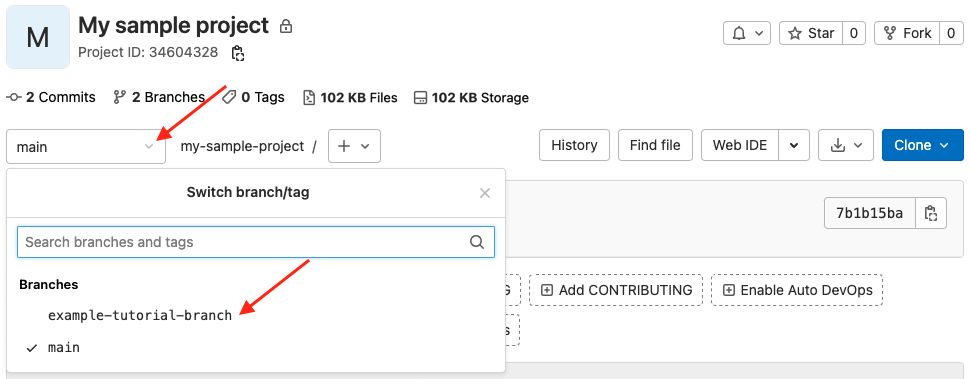 M
My sample project
Project ID: 34604328
Star 0
Fork 0
2 Commits 2 Branches 0 Tags 102 KB Files 102 KB Storage
main my-sample-project / + History Find file Web IDE Clone
Switch branch/tag
7b1b15ba
Search branches and tags
Branches
Add CONTRIBUTING Enable Auto DevOps
example-tutorial-branch
main